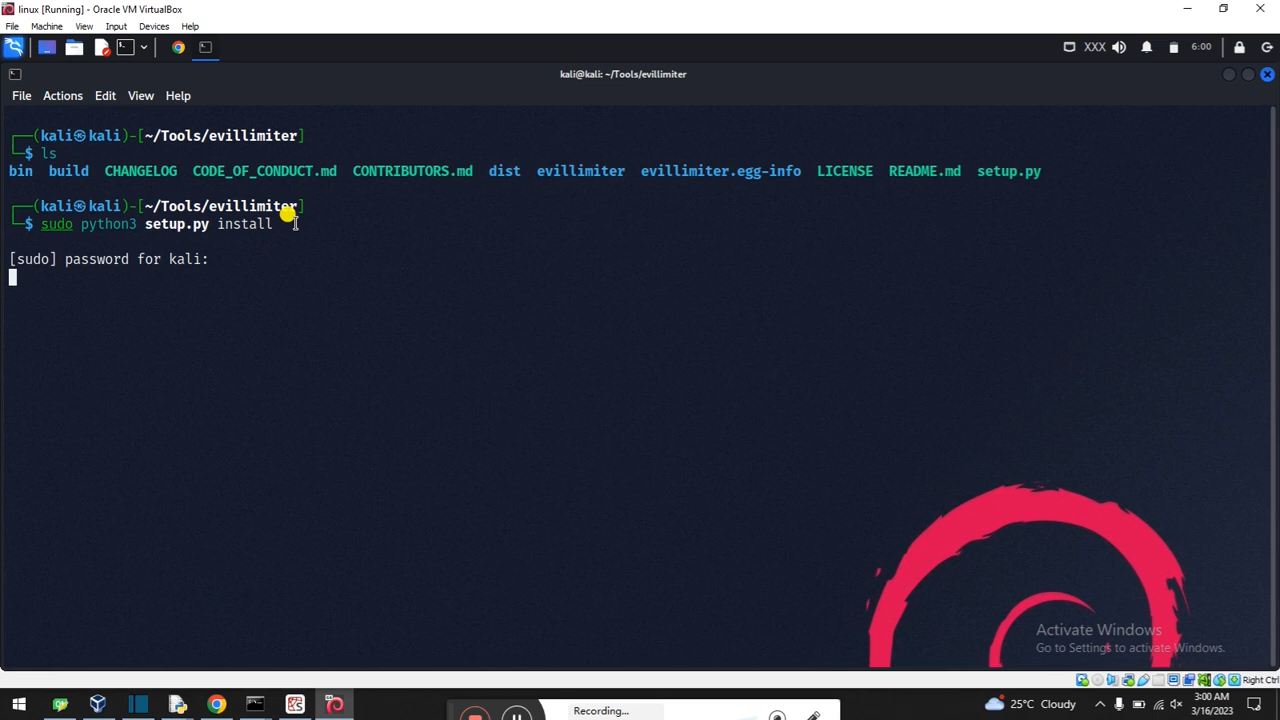 linux [Running] - Oracle VM VirtualBox
File Machine View Input Devices Help
XXX 6:00
kali@kali: ~/Tools/evillimiter
File Actions Edit View Help
┌──(kali㉿kali)-[~/Tools/evillimiter]
└─$ ls
bin build CHANGELOG CODE_OF_CONDUCT.md CONTRIBUTORS.md dist evillimiter evillimiter.egg-info LICENSE README.md setup.py
┌──(kali㉿kali)-[~/Tools/evillimiter]
└─$ sudo python3 setup.py install
[sudo] password for kali:
Activate Windows
Go to Settings to activate Windows.
Right Ctrl
Recording...
25°C Cloudy
3:00 AM
3/16/2023